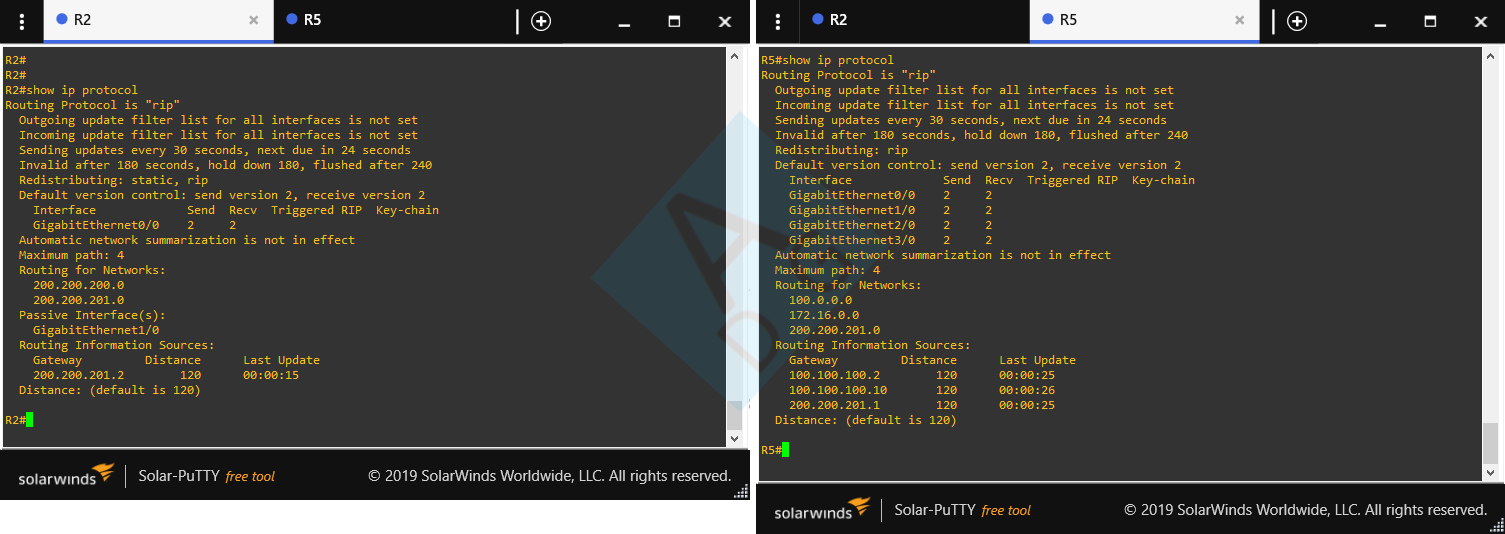 R2
R5
R2#
R2#
R2#show ip protocol
Routing Protocol is "rip"
  Outgoing update filter list for all interfaces is not set
  Incoming update filter list for all interfaces is not set
  Sending updates every 30 seconds, next due in 24 seconds
  Invalid after 180 seconds, hold down 180, flushed after 240
  Redistributing: static, rip
  Default version control: send version 2, receive version 2
    Interface             Send  Recv  Triggered RIP  Key-chain
    GigabitEthernet0/0    2     2
  Automatic network summarization is not in effect
  Maximum path: 4
  Routing for Networks:
    200.200.200.0
    200.200.201.0
  Passive Interface(s):
    GigabitEthernet1/0
  Routing Information Sources:
    Gateway         Distance      Last Update
    200.200.201.2        120      00:00:15
  Distance: (default is 120)
R2#
solarwinds
Solar-PuTTY free tool
© 2019 SolarWinds Worldwide, LLC. All rights reserved.
R2
R5
R5#show ip protocol
Routing Protocol is "rip"
  Outgoing update filter list for all interfaces is not set
  Incoming update filter list for all interfaces is not set
  Sending updates every 30 seconds, next due in 24 seconds
  Invalid after 180 seconds, hold down 180, flushed after 240
  Redistributing: rip
  Default version control: send version 2, receive version 2
    Interface             Send  Recv  Triggered RIP  Key-chain
    GigabitEthernet0/0    2     2
    GigabitEthernet1/0    2     2
    GigabitEthernet2/0    2     2
    GigabitEthernet3/0    2     2
  Automatic network summarization is not in effect
  Maximum path: 4
  Routing for Networks:
    100.0.0.0
    172.16.0.0
    200.200.201.0
  Routing Information Sources:
    Gateway         Distance      Last Update
    100.100.100.2        120      00:00:25
    100.100.100.10       120      00:00:26
    200.200.201.1        120      00:00:25
  Distance: (default is 120)
R5#
solarwinds
Solar-PuTTY free tool
© 2019 SolarWinds Worldwide, LLC. All rights reserved.